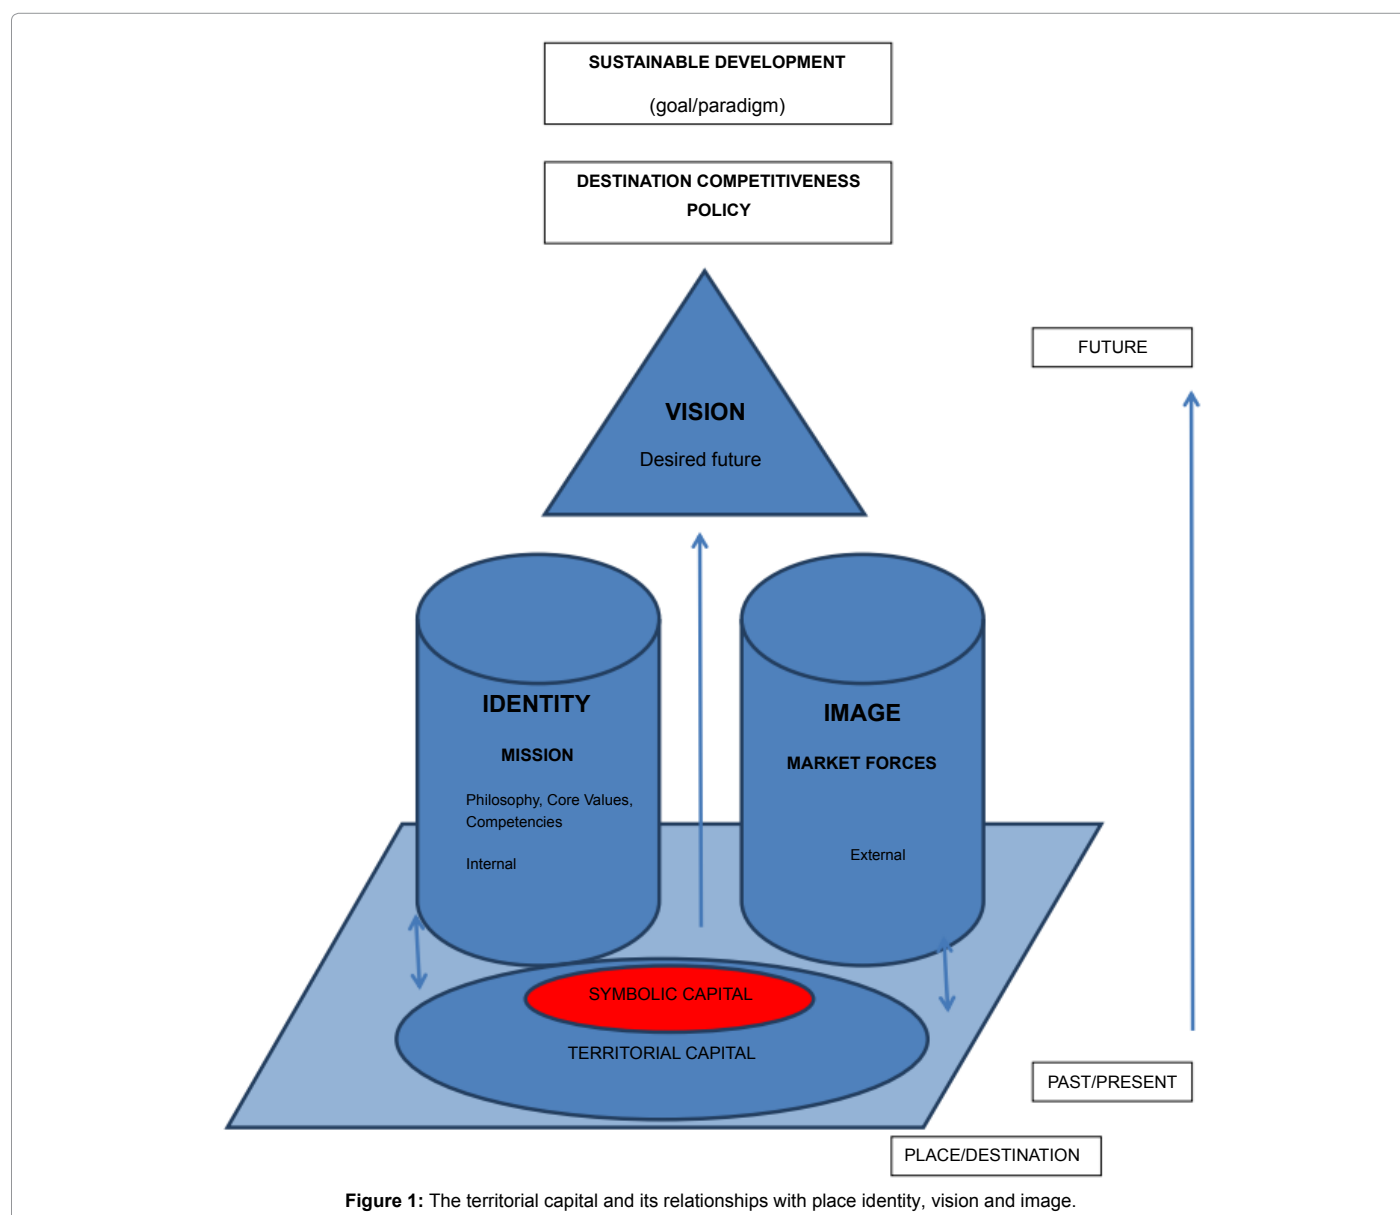 SUSTAINABLE DEVELOPMENT
(goal/paradigm)
DESTINATION COMPETITIVENESS
POLICY
FUTURE
VISION
Desired future
IDENTITY
MISSION
Philosophy, Core Values,
Competencies
Internal
IMAGE
MARKET FORCES
External
SYMBOLIC CAPITAL
TERRITORIAL CAPITAL
PAST/PRESENT
PLACE/DESTINATION
Figure 1: The territorial capital and its relationships with place identity, vision and image.